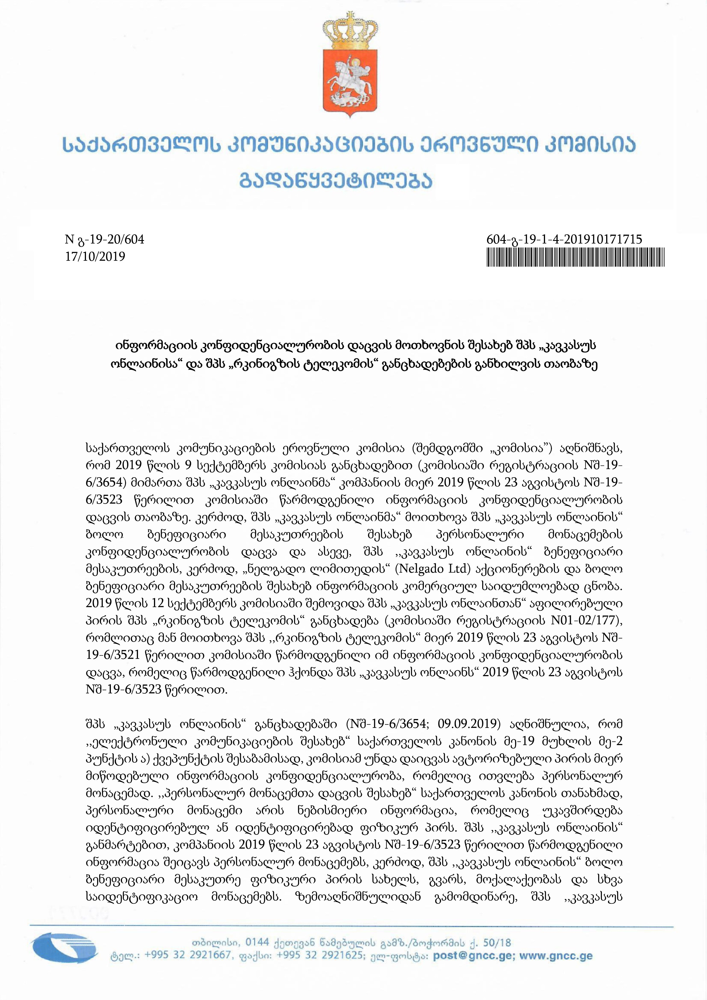 საქართველოს კომუნიკაციების ეროვნული კომისია
გადაწყვეტილება
N გ-19-20/604
604-გ-19-1-4-201910171715
17/10/2019
ინფორმაციის კონფიდენციალურობის დაცვის მოთხოვნის შესახებ შპს „კავკასუს
ონლაინისა“ და შპს „რკინიგზის ტელეკომის“ განცხადებების განხილვის თაობაზე
საქართველოს კომუნიკაციების ეროვნული კომისია (შემდგომში „კომისია”) აღნიშნავს,
რომ 2019 წლის 9 სექტემბერს კომისიას განცხადებით (კომისიაში რეგისტრაციის Nშ-19-
6/3654) მიმართა შპს „კავკასუს ონლაინმა“ კომპანიის მიერ 2019 წლის 23 აგვისტოს Nშ-19-
6/3523 წერილით კომისიაში წარმოდგენილი ინფორმაციის კონფიდენციალურობის
დაცვის თაობაზე. კერძოდ, შპს „კავკასუს ონლაინმა“ მოითხოვა შპს „კავკასუს ონლაინის“
ბოლო ბენეფიციარი მესაკუთრეების შესახებ პერსონალური მონაცემების
კონფიდენციალურობის დაცვა და ასევე, შპს ,,კავკასუს ონლაინის“ ბენეფიციარი
მესაკუთრეების, კერძოდ, „ნელგადო ლიმითედის“ (Nelgado Ltd) აქციონერების და ბოლო
ბენეფიციარი მესაკუთრეების შესახებ ინფორმაციის კომერციულ საიდუმლოებად ცნობა.
2019 წლის 12 სექტემბერს კომისიაში შემოვიდა შპს „კავკასუს ონლაინთან“ აფილირებული
პირის შპს „რკინიგზის ტელეკომის“ განცხადება (კომისიაში რეგისტრაციის N01-02/177),
რომლითაც მან მოითხოვა შპს ,,რკინიგზის ტელეკომის“ მიერ 2019 წლის 23 აგვისტოს Nშ-
19-6/3521 წერილით კომისიაში წარმოდგენილი იმ ინფორმაციის კონფიდენციალურობის
დაცვა, რომელიც წარმოდგენილი ჰქონდა შპს „კავკასუს ონლაინს“ 2019 წლის 23 აგვისტოს
Nშ-19-6/3523 წერილით.
შპს „კავკასუს ონლაინის“ განცხადებაში (Nშ-19-6/3654; 09.09.2019) აღნიშნულია, რომ
,,ელექტრონული კომუნიკაციების შესახებ“ საქართველოს კანონის მე-19 მუხლის მე-2
პუნქტის ა) ქვეპუნქტის შესაბამისად, კომისიამ უნდა დაიცვას ავტორიზებული პირის მიერ
მიწოდებული ინფორმაციის კონფიდენციალურობა, რომელიც ითვლება პერსონალურ
მონაცემად. ,,პერსონალურ მონაცემთა დაცვის შესახებ“ საქართველოს კანონის თანახმად,
პერსონალური მონაცემი არის ნებისმიერი ინფორმაცია, რომელიც უკავშირდება
იდენტიფიცირებულ ან იდენტიფიცირებად ფიზიკურ პირს. შპს ,,კავკასუს ონლაინის“
განმარტებით, კომპანიის 2019 წლის 23 აგვისტოს Nშ-19-6/3523 წერილით წარმოდგენილი
ინფორმაცია შეიცავს პერსონალურ მონაცემებს, კერძოდ, შპს ,,კავკასუს ონლაინის“ ბოლო
ბენეფიციარი მესაკუთრე ფიზიკური პირის სახელს, გვარს, მოქალაქეობას და სხვა
საიდენტიფიკაციო მონაცემებს. ზემოაღნიშნულიდან გამომდინარე, შპს ,,კავკასუს
თბილისი, 0144 ქეთევან წამებულის გამზ./ბოჭორმის ქ. 50/18
ტელ.: +995 32 2921667, ფაქსი: +995 32 2921625; ელ-ფოსტა: post@gncc.ge; www.gncc.ge